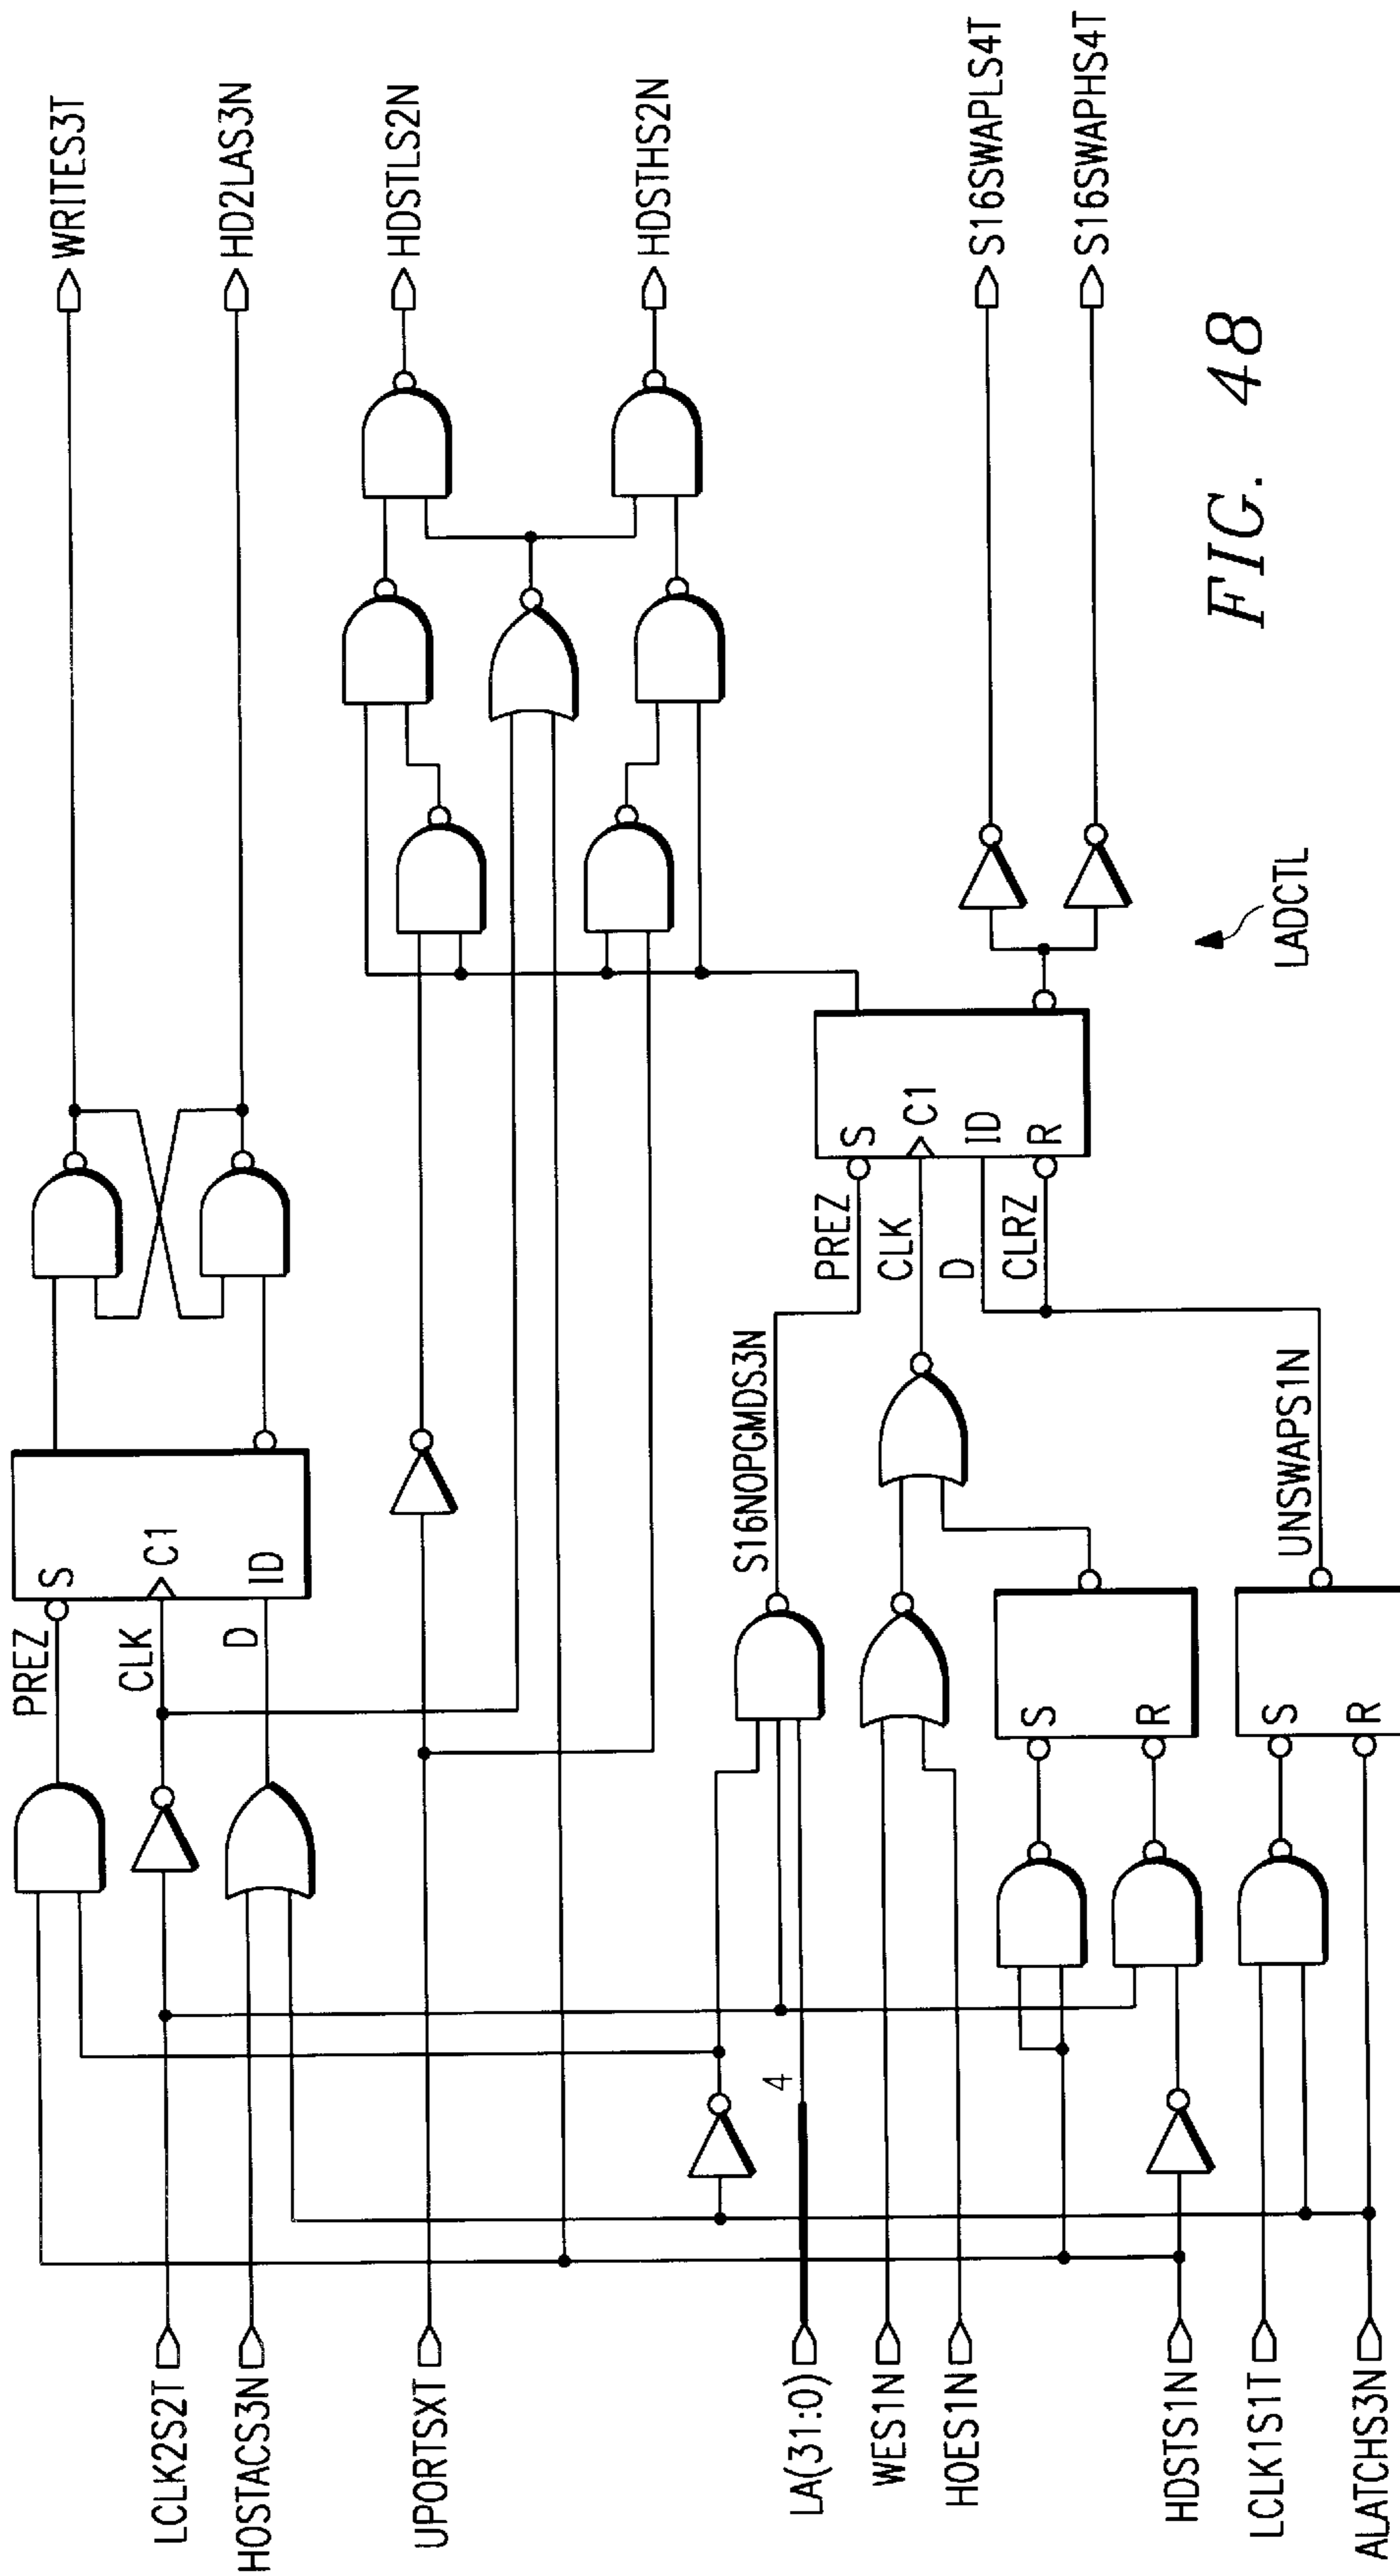 LCLK2S2T
HOSTACS3N
UPORTSXT
LA(31:0)
WES1N
HOES1N
HDSTS1N
LCLK1S1T
ALATCHS3N
4
PREZ
CLK
D
S
C1
ID
S16NOPGMDS3N
S
R
S
R
UNSWAPS1N
PREZ
CLK
D
CLRZ
S
C1
ID
R
WRITES3T
HD2LAS3N
HDSTLS2N
HDSTHS2N
S16SWAPLS4T
S16SWAPHS4T
LADCTL
FIG. 48